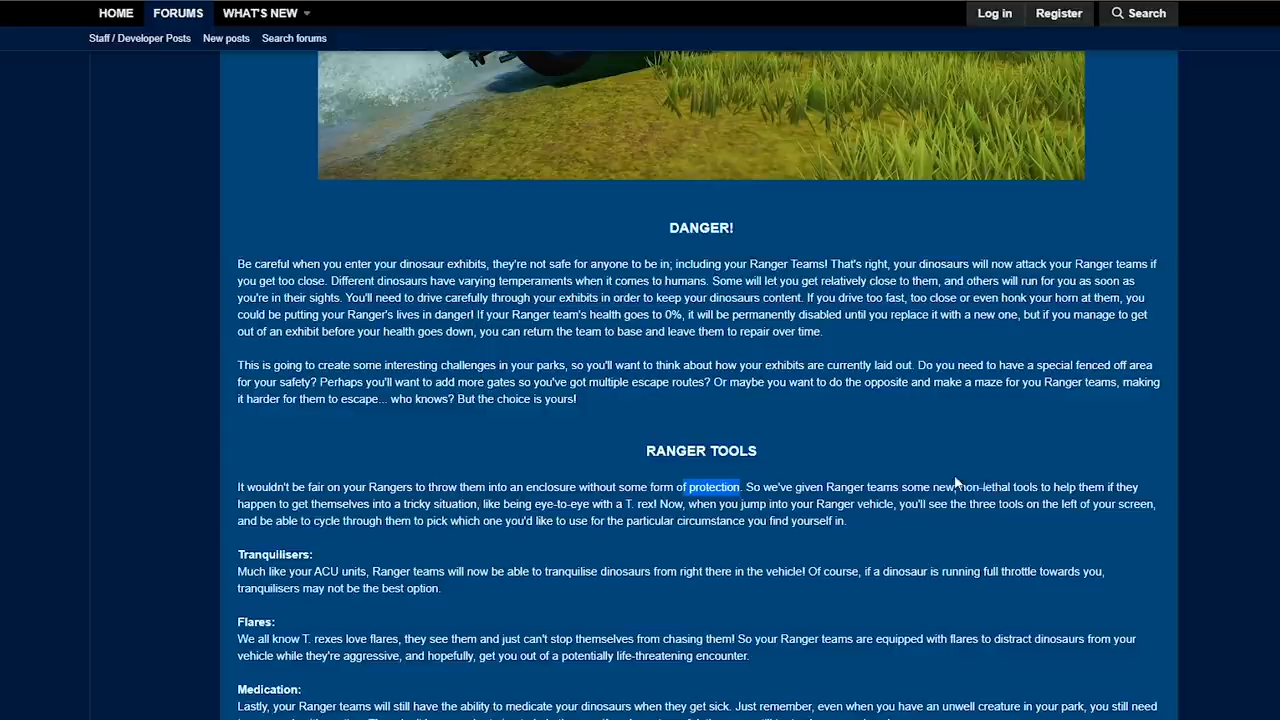 HOME FORUMS WHAT'S NEW Log in Register Search
Staff / Developer Posts New posts Search forums
DANGER!
Be careful when you enter your dinosaur exhibits, they're not safe for anyone to be in; including your Ranger Teams! That's right, your dinosaurs will now attack your Ranger teams if
you get too close. Different dinosaurs have varying temperaments when it comes to humans. Some will let you get relatively close to them, and others will run for you as soon as
you're in their sights. You'll need to drive carefully through your exhibits in order to keep your dinosaurs content. If you drive too fast, too close or even honk your horn at them, you
could be putting your Ranger's lives in danger! If your Ranger team's health goes to 0%, it will be permanently disabled until you replace it with a new one, but if you manage to get
out of an exhibit before your health goes down, you can return the team to base and leave them to repair over time.
This is going to create some interesting challenges in your parks, so you'll want to think about how your exhibits are currently laid out. Do you need to have a special fenced off area
for your safety? Perhaps you'll want to add more gates so you've got multiple escape routes? Or maybe you want to do the opposite and make a maze for you Ranger teams, making
it harder for them to escape... who knows? But the choice is yours!
RANGER TOOLS
It wouldn't be fair on your Rangers to throw them into an enclosure without some form of protection. So we've given Ranger teams some new, non-lethal tools to help them if they
happen to get themselves into a tricky situation, like being eye-to-eye with a T. rex! Now, when you jump into your Ranger vehicle, you'll see the three tools on the left of your screen,
and be able to cycle through them to pick which one you'd like to use for the particular circumstance you find yourself in.
Tranquilisers:
Much like your ACU units, Ranger teams will now be able to tranquilise dinosaurs from right there in the vehicle! Of course, if a dinosaur is running full throttle towards you,
tranquilisers may not be the best option.
Flares:
We all know T. rexes love flares, they see them and just can't stop themselves from chasing them! So your Ranger teams are equipped with flares to distract dinosaurs from your
vehicle while they're aggressive, and hopefully, get you out of a potentially life-threatening encounter.
Medication:
Lastly, your Ranger teams will still have the ability to medicate your dinosaurs when they get sick. Just remember, even when you have an unwell creature in your park, you still need